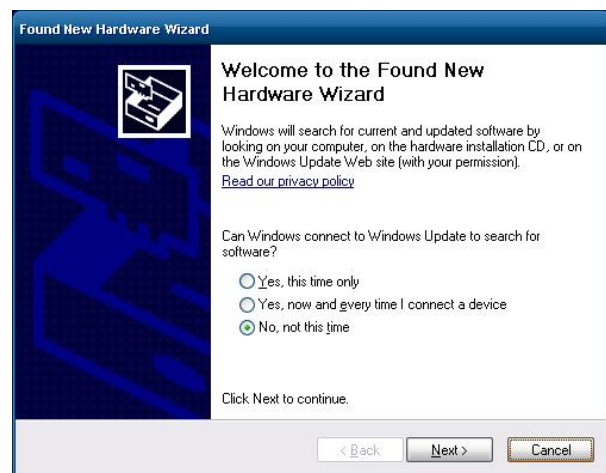 Found New Hardware Wizard
Welcome to the Found New
Hardware Wizard
Windows will search for current and updated software by
looking on your computer, on the hardware installation CD, or on
the Windows Update Web site (with your permission).
Read our privacy policy
Can Windows connect to Windows Update to search for
software?
Yes, this time only
Yes, now and every time I connect a device
No, not this time
Click Next to continue.
< Back
Next >
Cancel